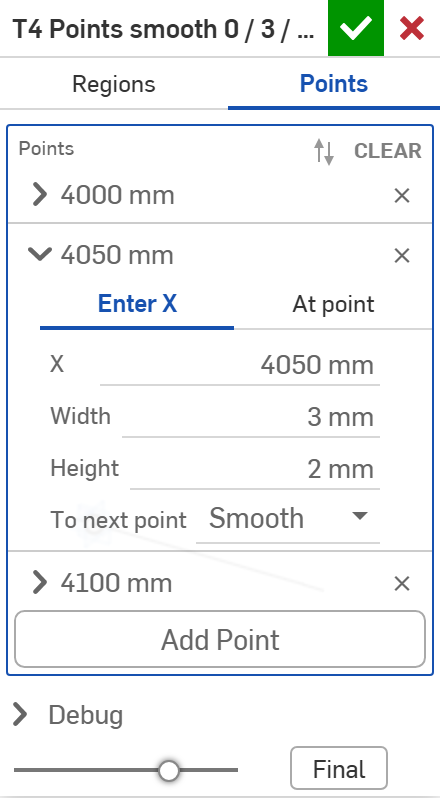 T4 Points smooth 0 / 3 / ...
Regions Points
Points CLEAR
4000 mm
4050 mm
Enter X At point
X 4050 mm
Width 3 mm
Height 2 mm
To next point Smooth
4100 mm
Add Point
Debug
Final